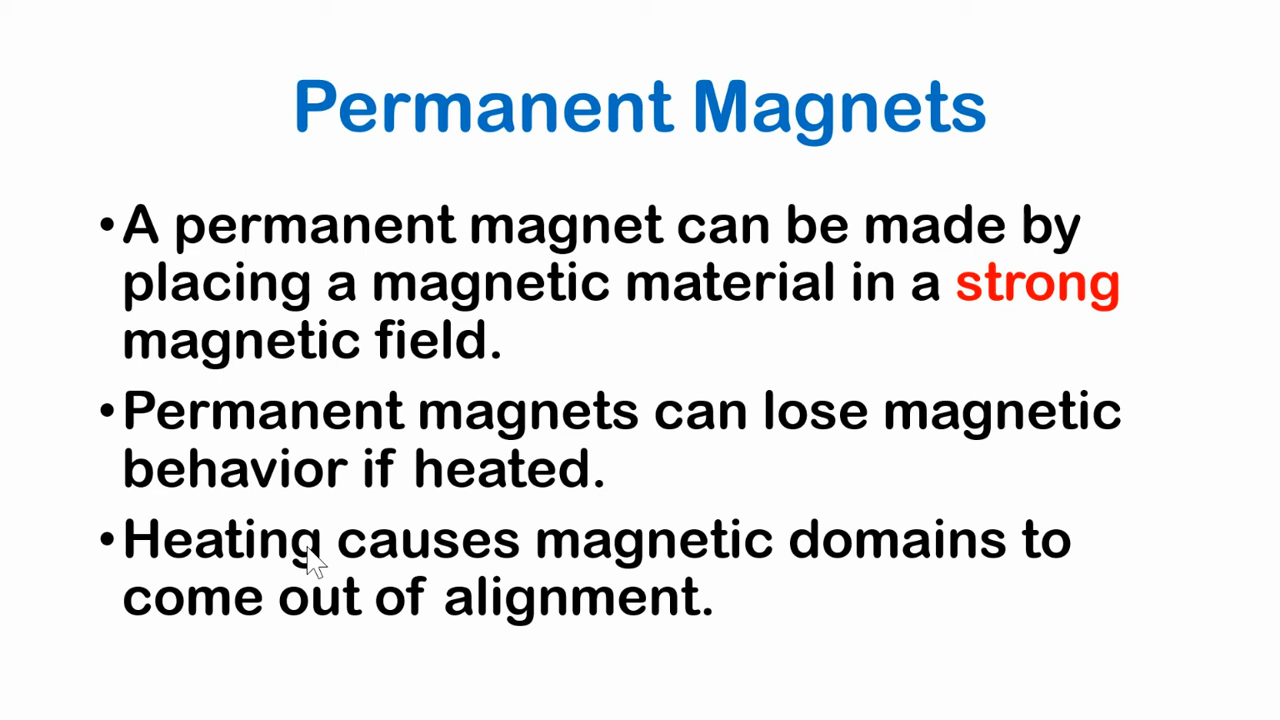 Permanent Magnets
•A permanent magnet can be made by
placing a magnetic material in a strong
magnetic field.
•Permanent magnets can lose magnetic
behavior if heated.
•Heating causes magnetic domains to
come out of alignment.